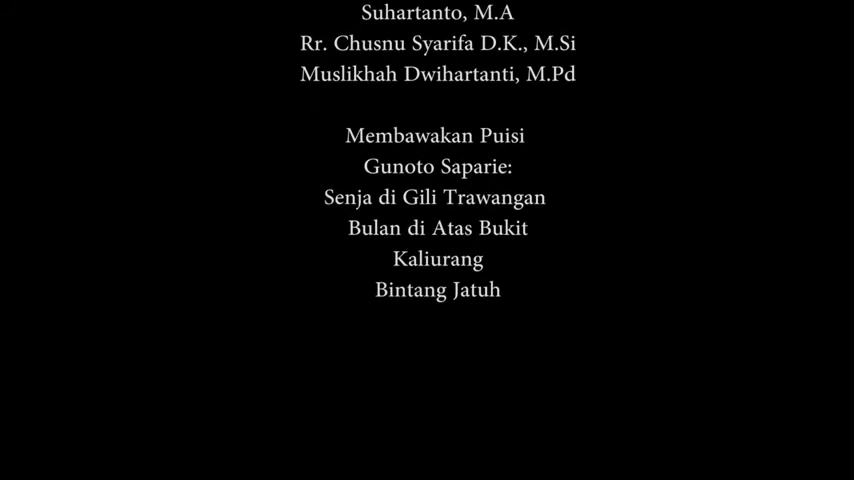 Suhartanto, M.A
Rr. Chusnu Syarifa D.K., M.Si
Muslikhah Dwihartanti, M.Pd
Membawakan Puisi
Gunoto Saparie:
Senja di Gili Trawangan
Bulan di Atas Bukit
Kaliurang
Bintang Jatuh